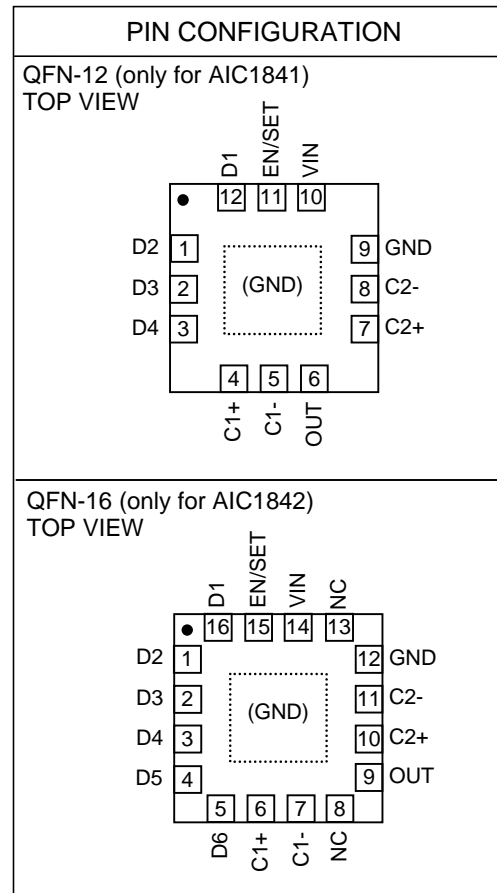 PIN CONFIGURATION
QFN-12 (only for AIC1841)
TOP VIEW
D1
EN/SET
VIN
12 11 10
D2 1
9 GND
D3 2
(GND)
8 C2-
D4 3
7 C2+
4 5 6
C1+
C1-
OUT
QFN-16 (only for AIC1842)
TOP VIEW
D1
EN/SET
VIN
NC
16 15 14 13
D2 1
12 GND
D3 2
(GND)
11 C2-
D4 3
10 C2+
D5 4
9 OUT
5 6 7 8
D6
C1+
C1-
NC